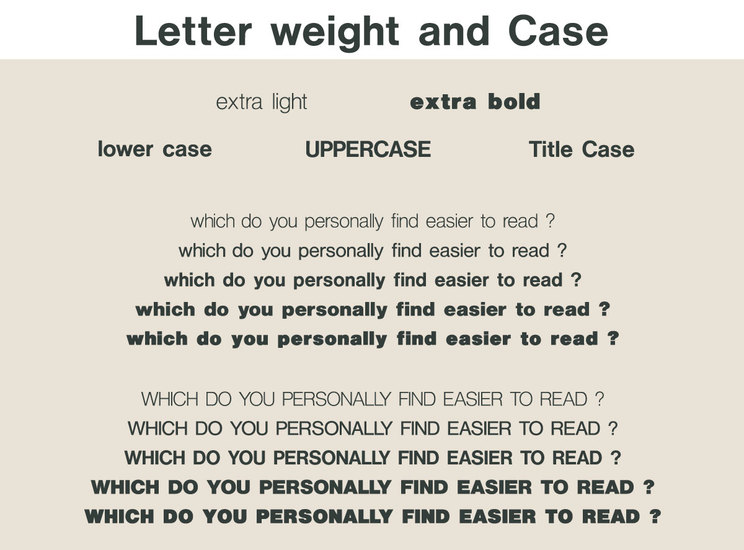 Letter weight and Case
extra light extra bold
lower case UPPERCASE Title Case
which do you personally find easier to read ?
which do you personally find easier to read ?
which do you personally find easier to read ?
which do you personally find easier to read ?
which do you personally find easier to read ?
WHICH DO YOU PERSONALLY FIND EASIER TO READ ?
WHICH DO YOU PERSONALLY FIND EASIER TO READ ?
WHICH DO YOU PERSONALLY FIND EASIER TO READ ?
WHICH DO YOU PERSONALLY FIND EASIER TO READ ?
WHICH DO YOU PERSONALLY FIND EASIER TO READ ?